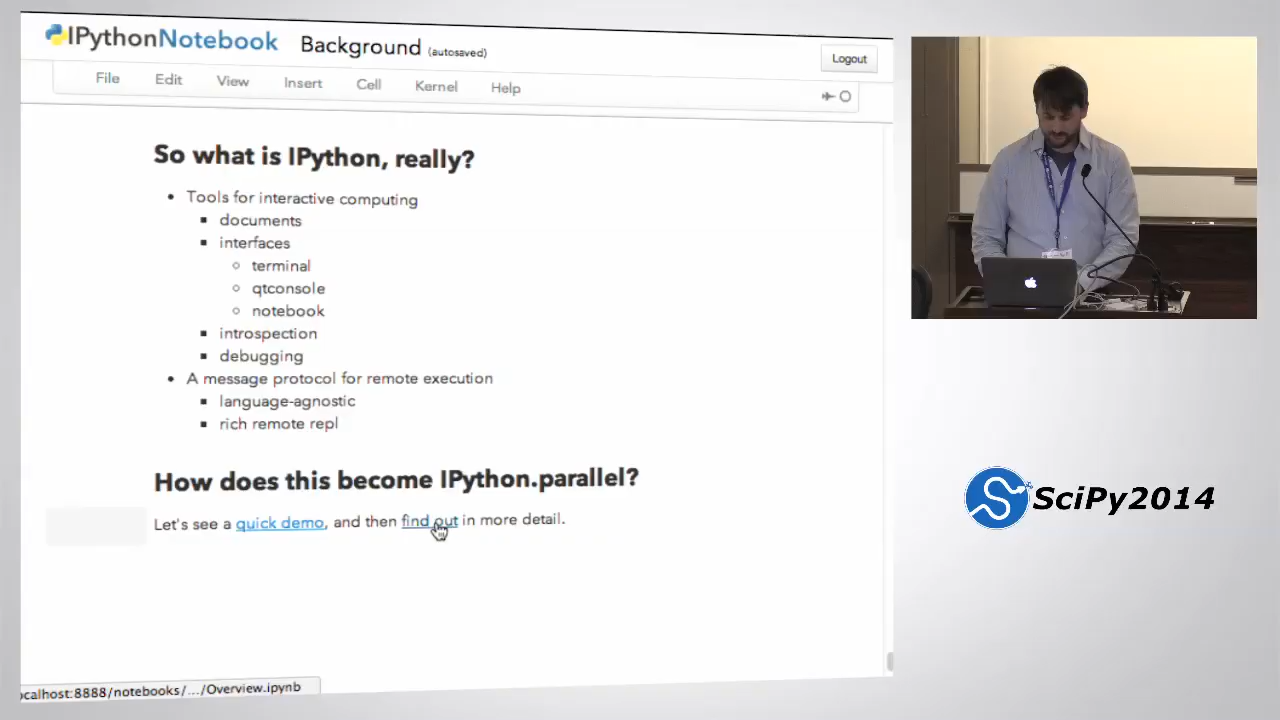 IPythonNotebook Background (autosaved) Logout
File Edit View Insert Cell Kernel Help
So what is IPython, really?
Tools for interactive computing
documents
interfaces
terminal
qtconsole
notebook
introspection
debugging
A message protocol for remote execution
language-agnostic
rich remote repl
How does this become IPython.parallel?
Let's see a quick demo, and then find out in more detail.
ocalhost:8888/notebooks/.../Overview.ipynb
SciPy2014